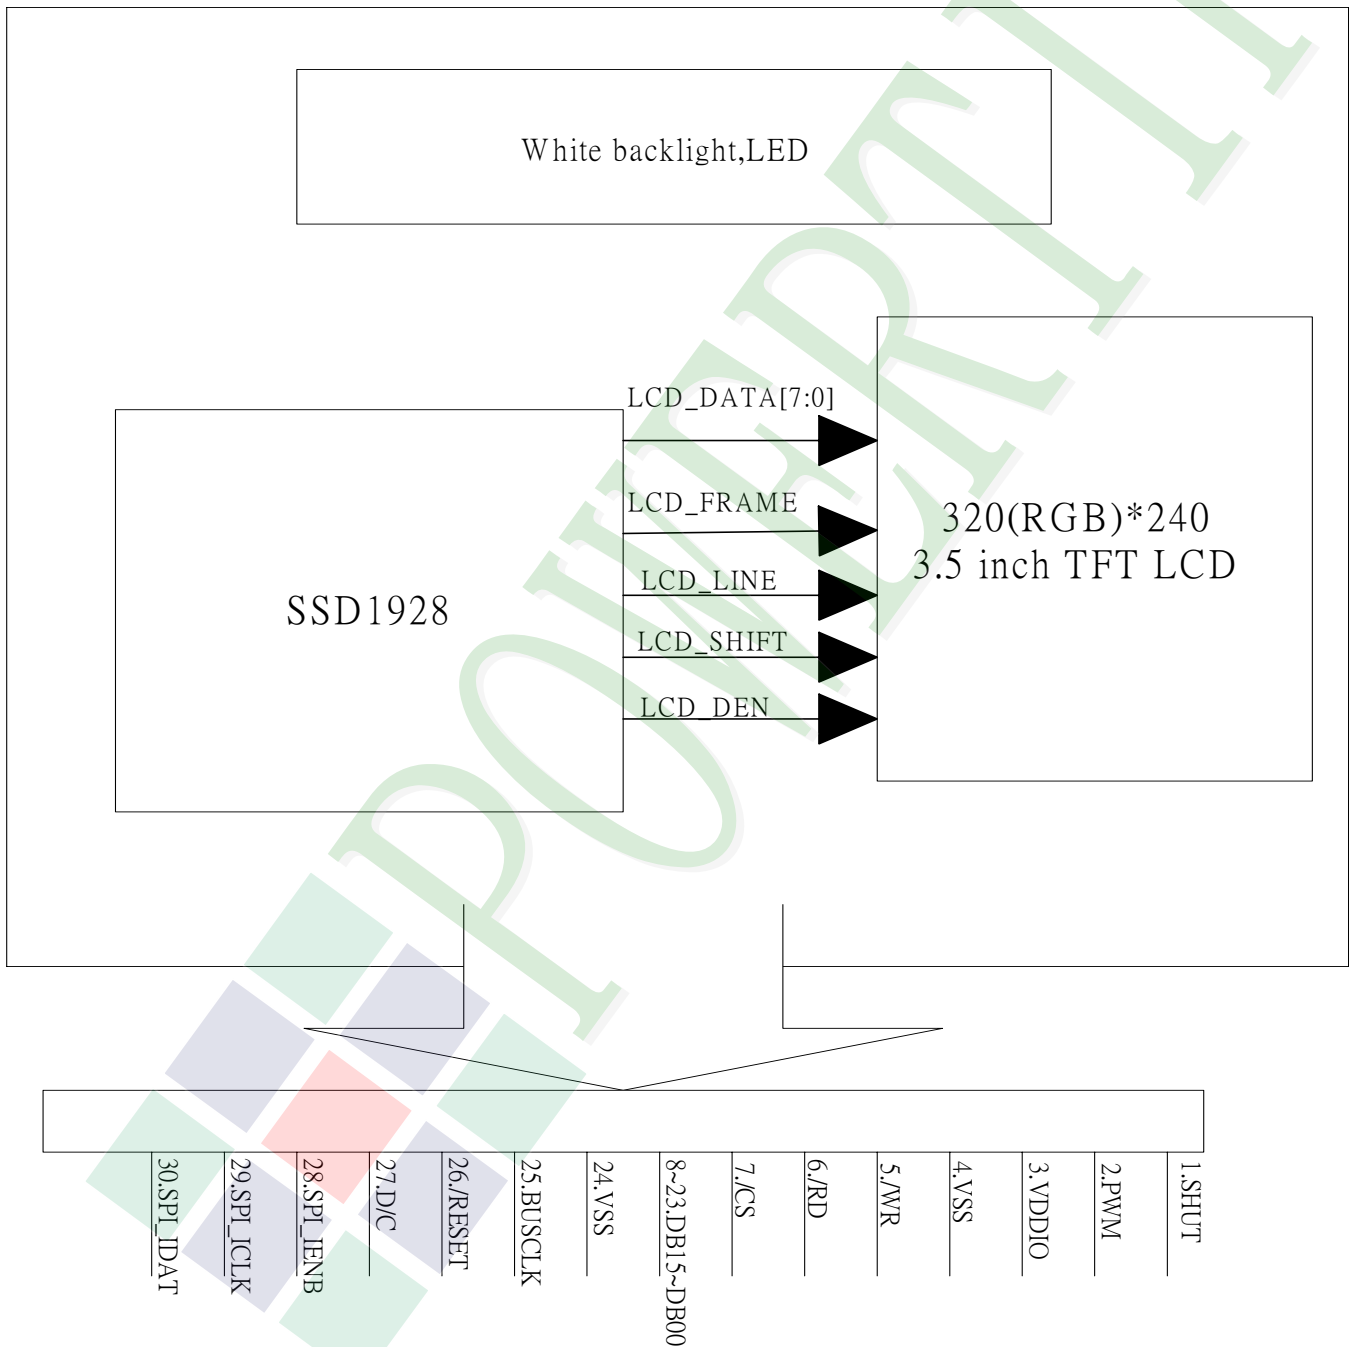 White backlight,LED
LCD_DATA[7:0]
LCD_FRAME
LCD_LINE
LCD_SHIFT
LCD_DEN
SSD1928
320(RGB)*240
3.5 inch TFT LCD
30.SPI_IDAT
29.SPI_ICLK
28.SPI_IENB
27.D/C
26./RESET
25.BUSCLK
24.VSS
8~23.DB15~DB00
7./CS
6./RD
5./WR
4.VSS
3.VDDIO
2.PWM
1.SHUT
POWERTI